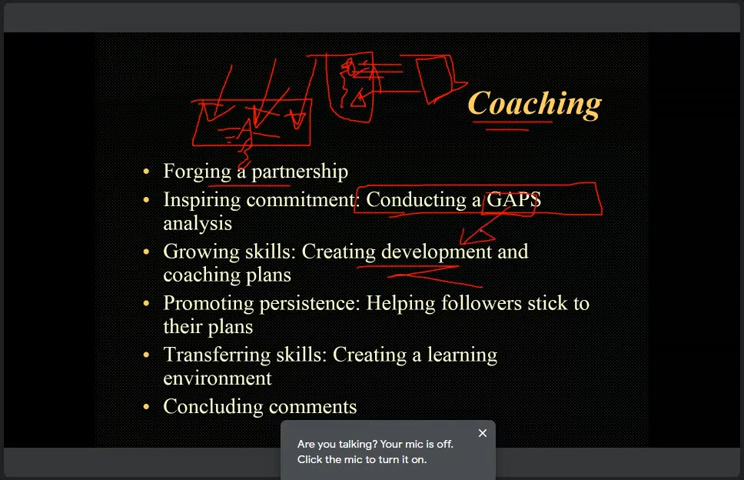 Coaching
• Forging a partnership
• Inspiring commitment: Conducting a GAPS
analysis
• Growing skills: Creating development and
coaching plans
• Promoting persistence: Helping followers stick to
their plans
• Transferring skills: Creating a learning
environment
• Concluding comments
Are you talking? Your mic is off.
Click the mic to turn it on.